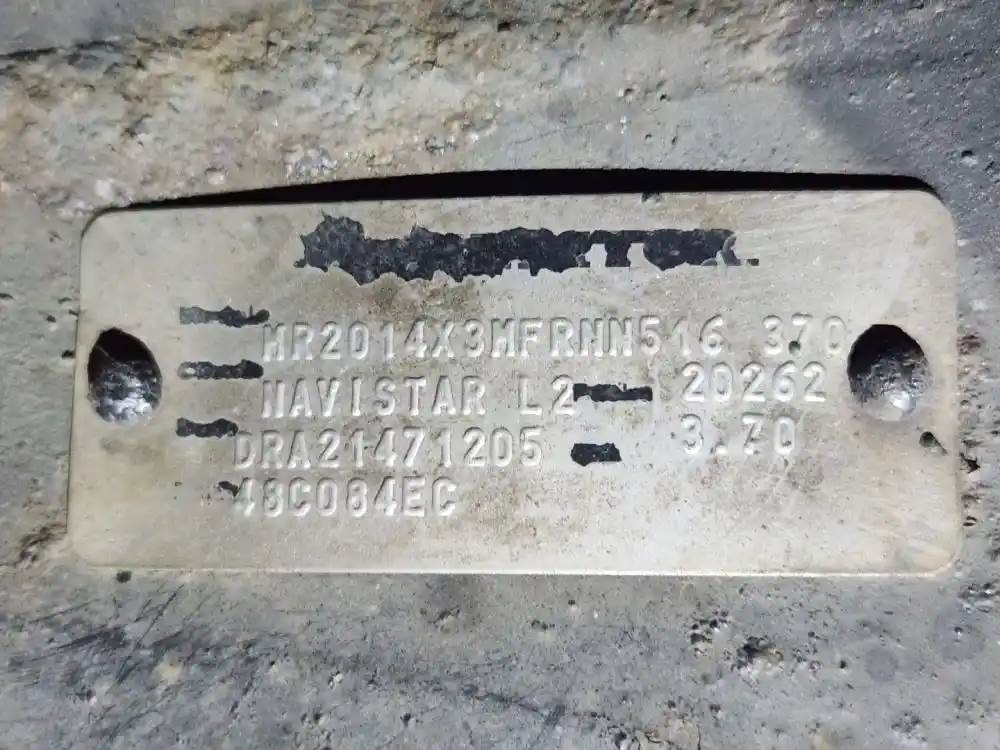 MR2014X3MFRNN516 370
NAVISTAR L2 20262
DRA21471205 3.70
48C084EC